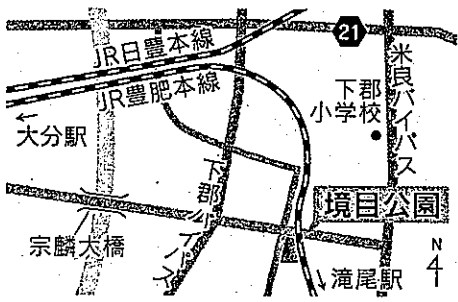 21
JR日豊本線
JR豊肥本線
←
大分駅
下郡
小学校
米良バイパス
下郡バイパス
境目公園
宗麟大橋
滝尾駅
N